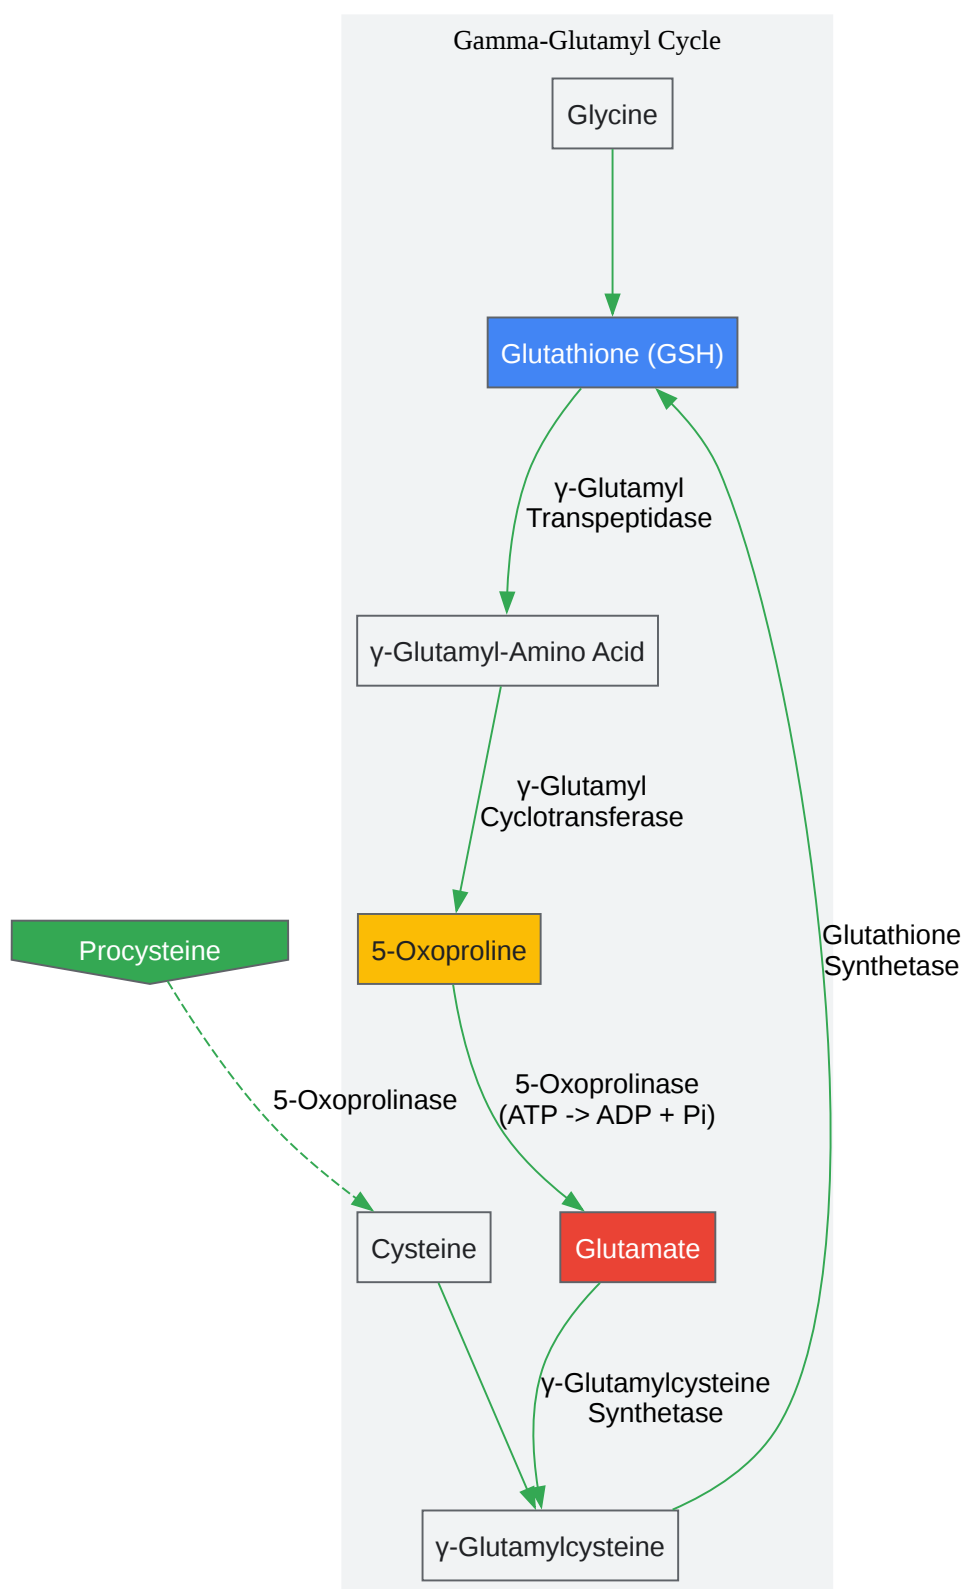 Gamma-Glutamyl Cycle
Glycine
Glutathione (GSH)
γ-Glutamyl
Transpeptidase
γ-Glutamyl-Amino Acid
γ-Glutamyl
Cyclotransferase
Procysteine
5-Oxoproline
Glutathione
Synthetase
5-Oxoprolinase
5-Oxoprolinase
(ATP -> ADP + Pi)
Cysteine
Glutamate
γ-Glutamylcysteine
Synthetase
γ-Glutamylcysteine